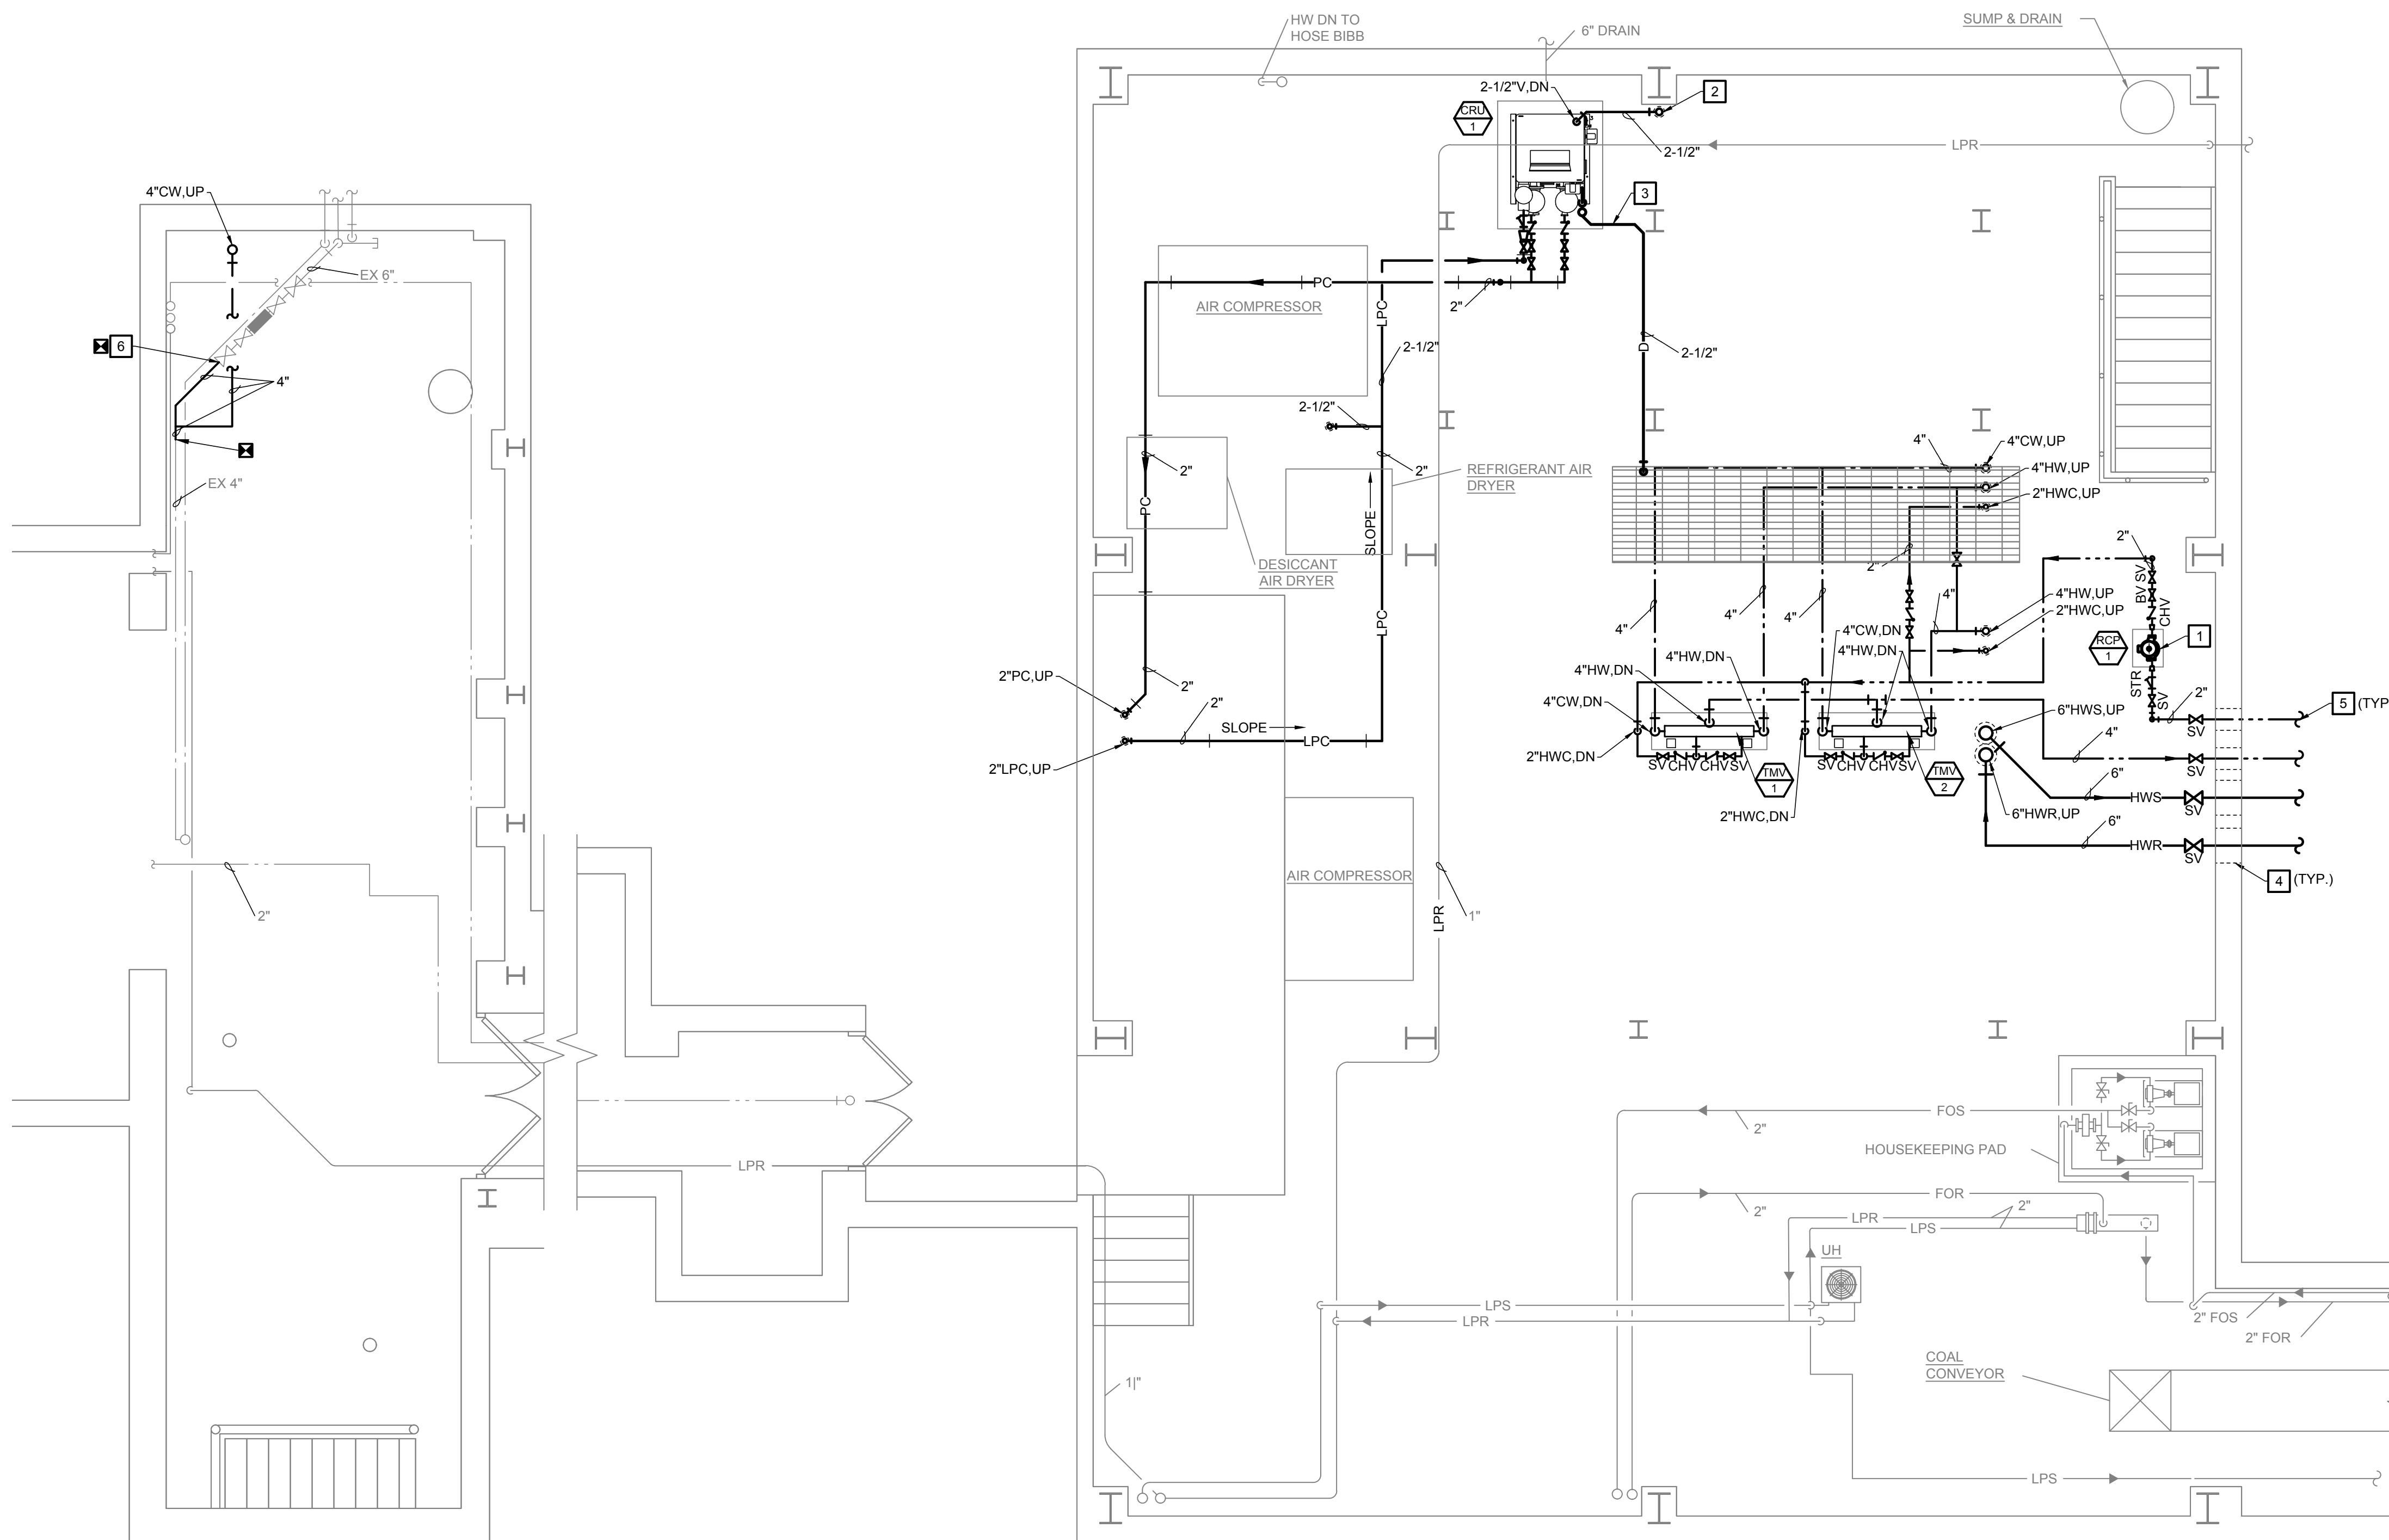 HW DN TO
HOSE BIBB
6" DRAIN
SUMP & DRAIN
2-1/2"V,DN
CRU
1
2
2-1/2"
LPR
3
4"CW,UP
EX 6"
6
4"
EX 4"
PC
AIR COMPRESSOR
2"
LPC
2-1/2"
2-1/2"
D
2-1/2"
2"
PC
2"
REFRIGERANT AIR
DRYER
SLOPE
DESICCANT
AIR DRYER
4"
4"CW,UP
4"HW,UP
2"HWC,UP
2"
2"
BV SV
CHV
4"
4"
4"
4"
4"HW,UP
2"HWC,UP
RCP
1
1
STR
SV
2"
LPC
4"CW,DN
4"HW,DN
4"HW,DN
4"HW,DN
4"CW,DN
2"HWC,DN
2"PC,UP
2"
2"
SLOPE
LPC
2"LPC,UP
6"HWS,UP
4"
SV
5 (TYP
SV
SV CHV CHV SV
TMV
1
SV CHV CHV SV
TMV
2
2"HWC,DN
6"
HWS
SV
6"HWR,UP
6"
HWR
SV
4 (TYP.)
AIR COMPRESSOR
LPR
1"
2"
FOS
2"
HOUSEKEEPING PAD
LPR
FOR
2"
LPR
2"
LPS
UH
LPS
LPR
2" FOS
2" FOR
COAL
CONVEYOR
1|"
LPS